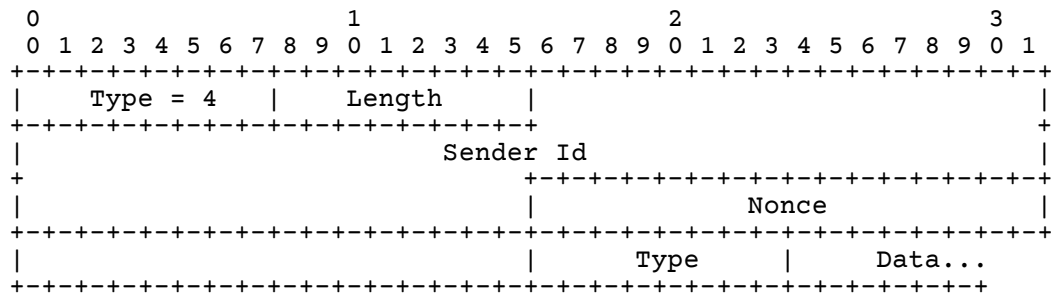 0                   1                   2                   3
 0 1 2 3 4 5 6 7 8 9 0 1 2 3 4 5 6 7 8 9 0 1 2 3 4 5 6 7 8 9 0 1
+-+-+-+-+-+-+-+-+-+-+-+-+-+-+-+-+-+-+-+-+-+-+-+-+-+-+-+-+-+-+-+-+
|    Type = 4   |    Length     |                               |
+-+-+-+-+-+-+-+-+-+-+-+-+-+-+-+-+                               +
|                          Sender Id                            |
+                               +-+-+-+-+-+-+-+-+-+-+-+-+-+-+-+-+
|                               |             Nonce             |
+-+-+-+-+-+-+-+-+-+-+-+-+-+-+-+-+-+-+-+-+-+-+-+-+-+-+-+-+-+-+-+-+
|                               |      Type     |     Data...
+-+-+-+-+-+-+-+-+-+-+-+-+-+-+-+-+-+-+-+-+-+-+-+-+-+-+-+-+-+-+